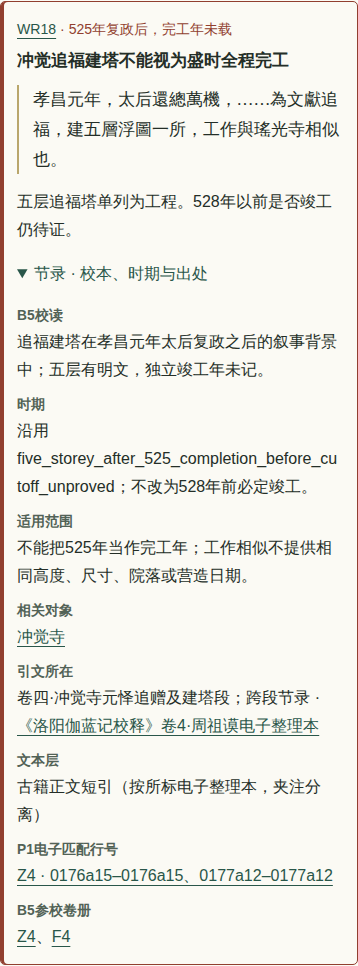 WR18 · 525年复政后，完工年未载
冲觉追福建塔不能视为盛时全程完工
孝昌元年，太后還總萬機，……為文獻追
福，建五層浮圖一所，工作與瑤光寺相似
也。
五层追福塔单列为工程。528年以前是否竣工
仍待证。
▼ 节录 · 校本、时期与出处
B5校读
追福建塔在孝昌元年太后复政之后的叙事背景
中；五层有明文，独立竣工年未记。
时期
沿用
five_storey_after_525_completion_before_cu
toff_unproved；不改为528年前必定竣工。
适用范围
不能把525年当作完工年；工作相似不提供相
同高度、尺寸、院落或营造日期。
相关对象
冲觉寺
引文所在
卷四·冲觉寺元怿追赠及建塔段；跨段节录 ·
《洛阳伽蓝记校释》卷4·周祖谟电子整理本
文本层
古籍正文短引（按所标电子整理本，夹注分
离）
P1电子匹配行号
Z4 · 0176a15–0176a15、0177a12–0177a12
B5参校卷册
Z4、F4